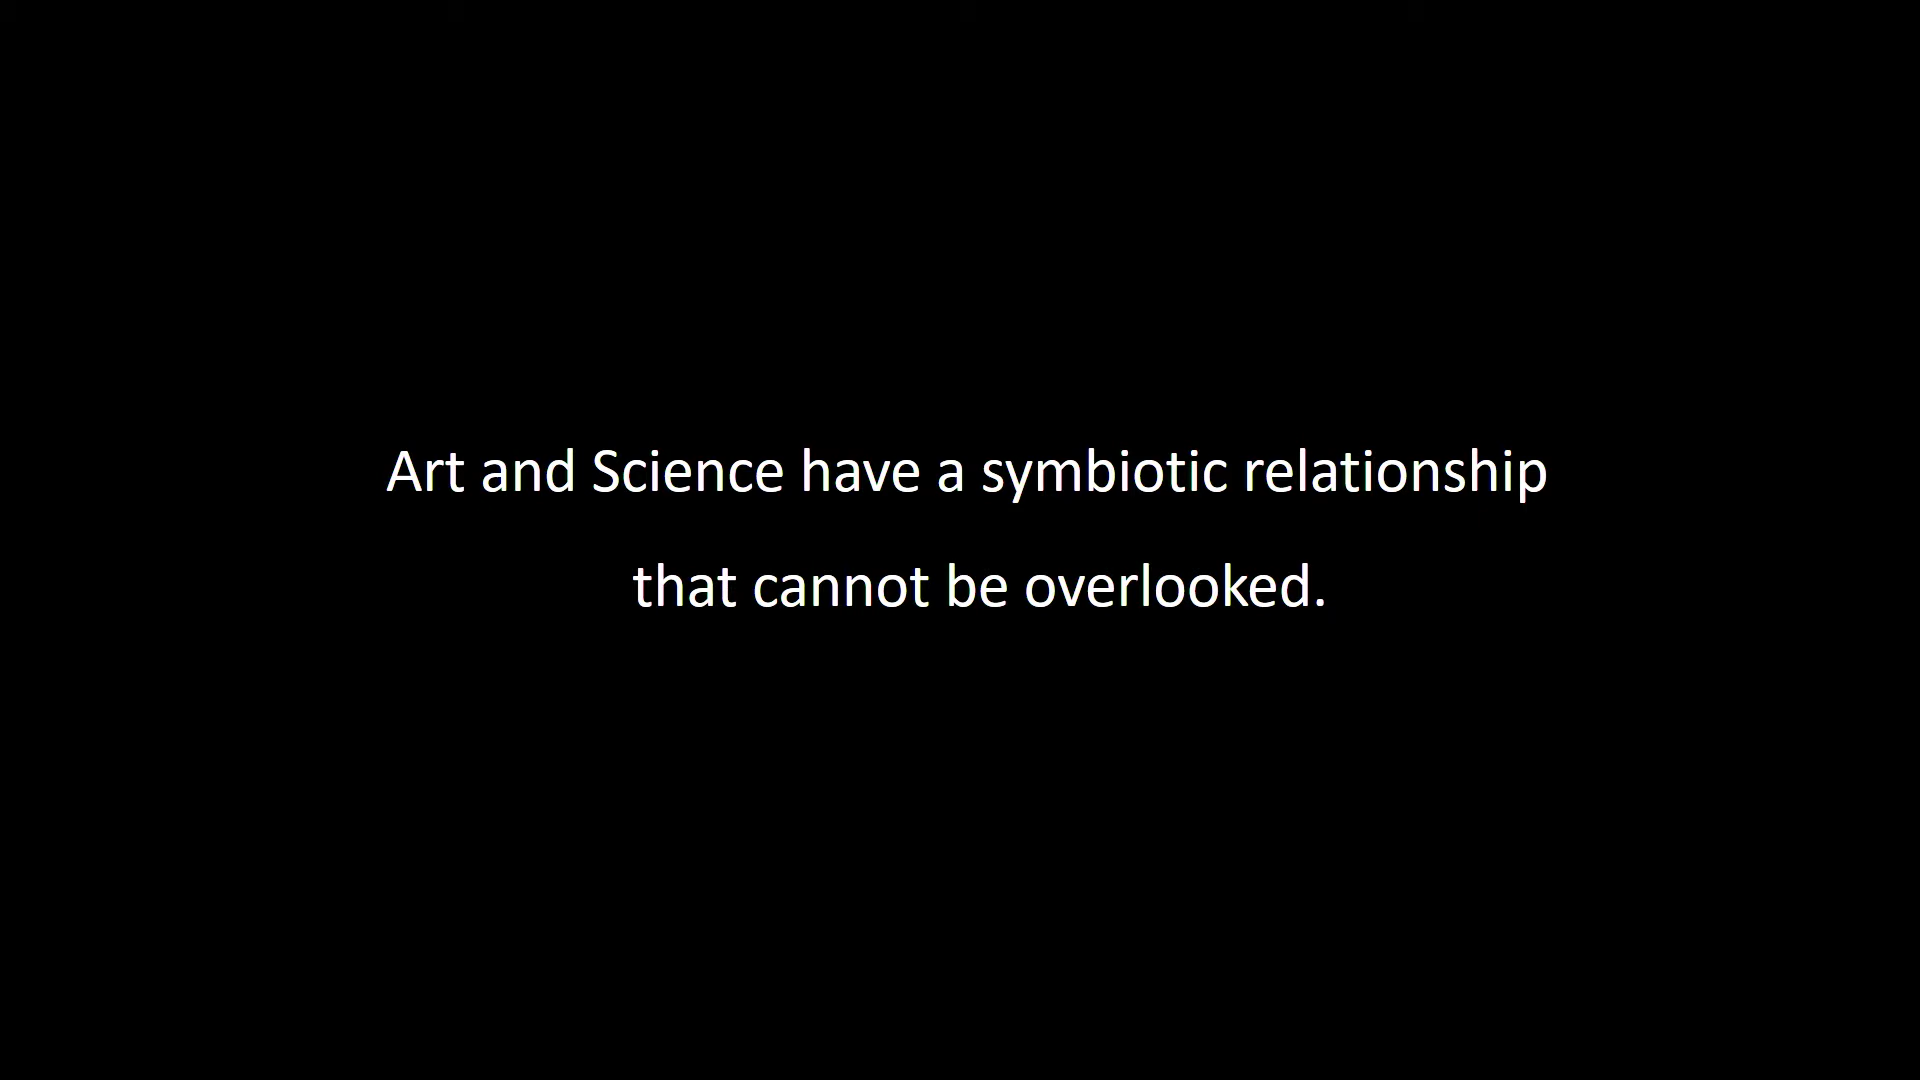 Art and Science have a symbiotic relationship
that cannot be overlooked.